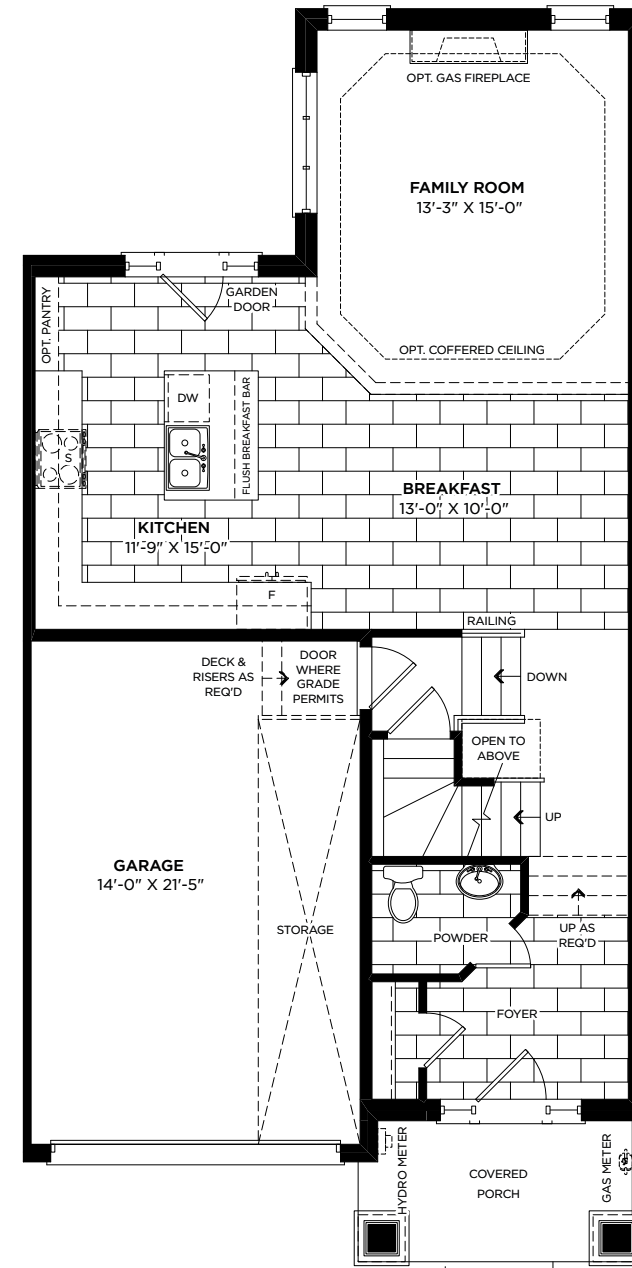 OPT. GAS FIREPLACE
FAMILY ROOM
13'-3" X 15'-0"
OPT. COFFERED CEILING
OPT. PANTRY
GARDEN
DOOR
DW
FLUSH BREAKFAST BAR
S
BREAKFAST
13'-0" X 10'-0"
KITCHEN
11'-9" X 15'-0"
F
RAILING
DECK &
RISERS AS
REQ'D
DOOR
WHERE
GRADE
PERMITS
DOWN
OPEN TO
ABOVE
UP
GARAGE
14'-0" X 21'-5"
STORAGE
POWDER
UP AS
REQ'D
FOYER
HYDRO METER
COVERED
PORCH
GAS METER